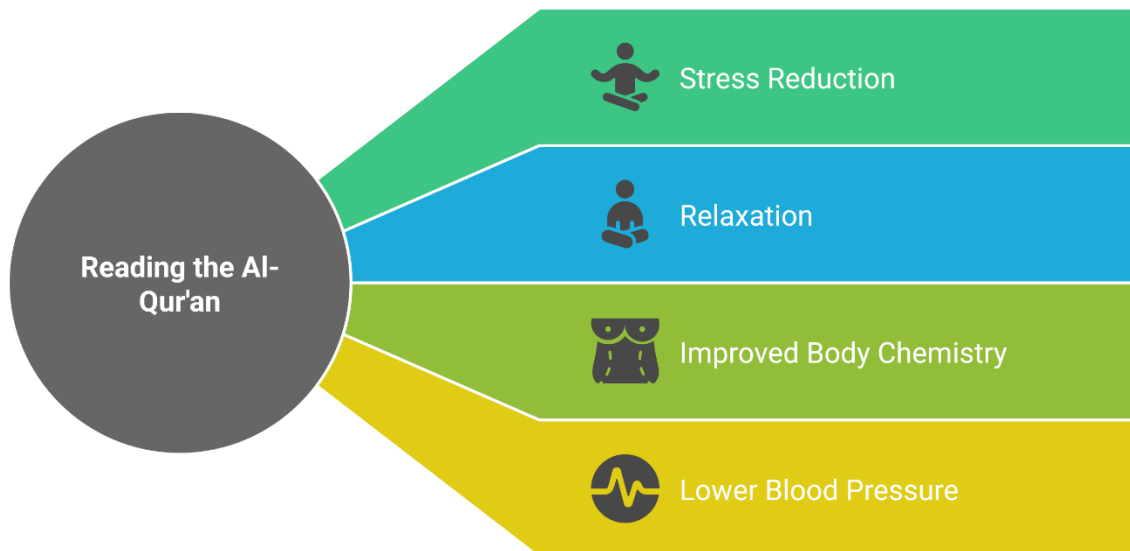 Reading the Al-
Qur'an
Stress Reduction
Relaxation
Improved Body Chemistry
Lower Blood Pressure